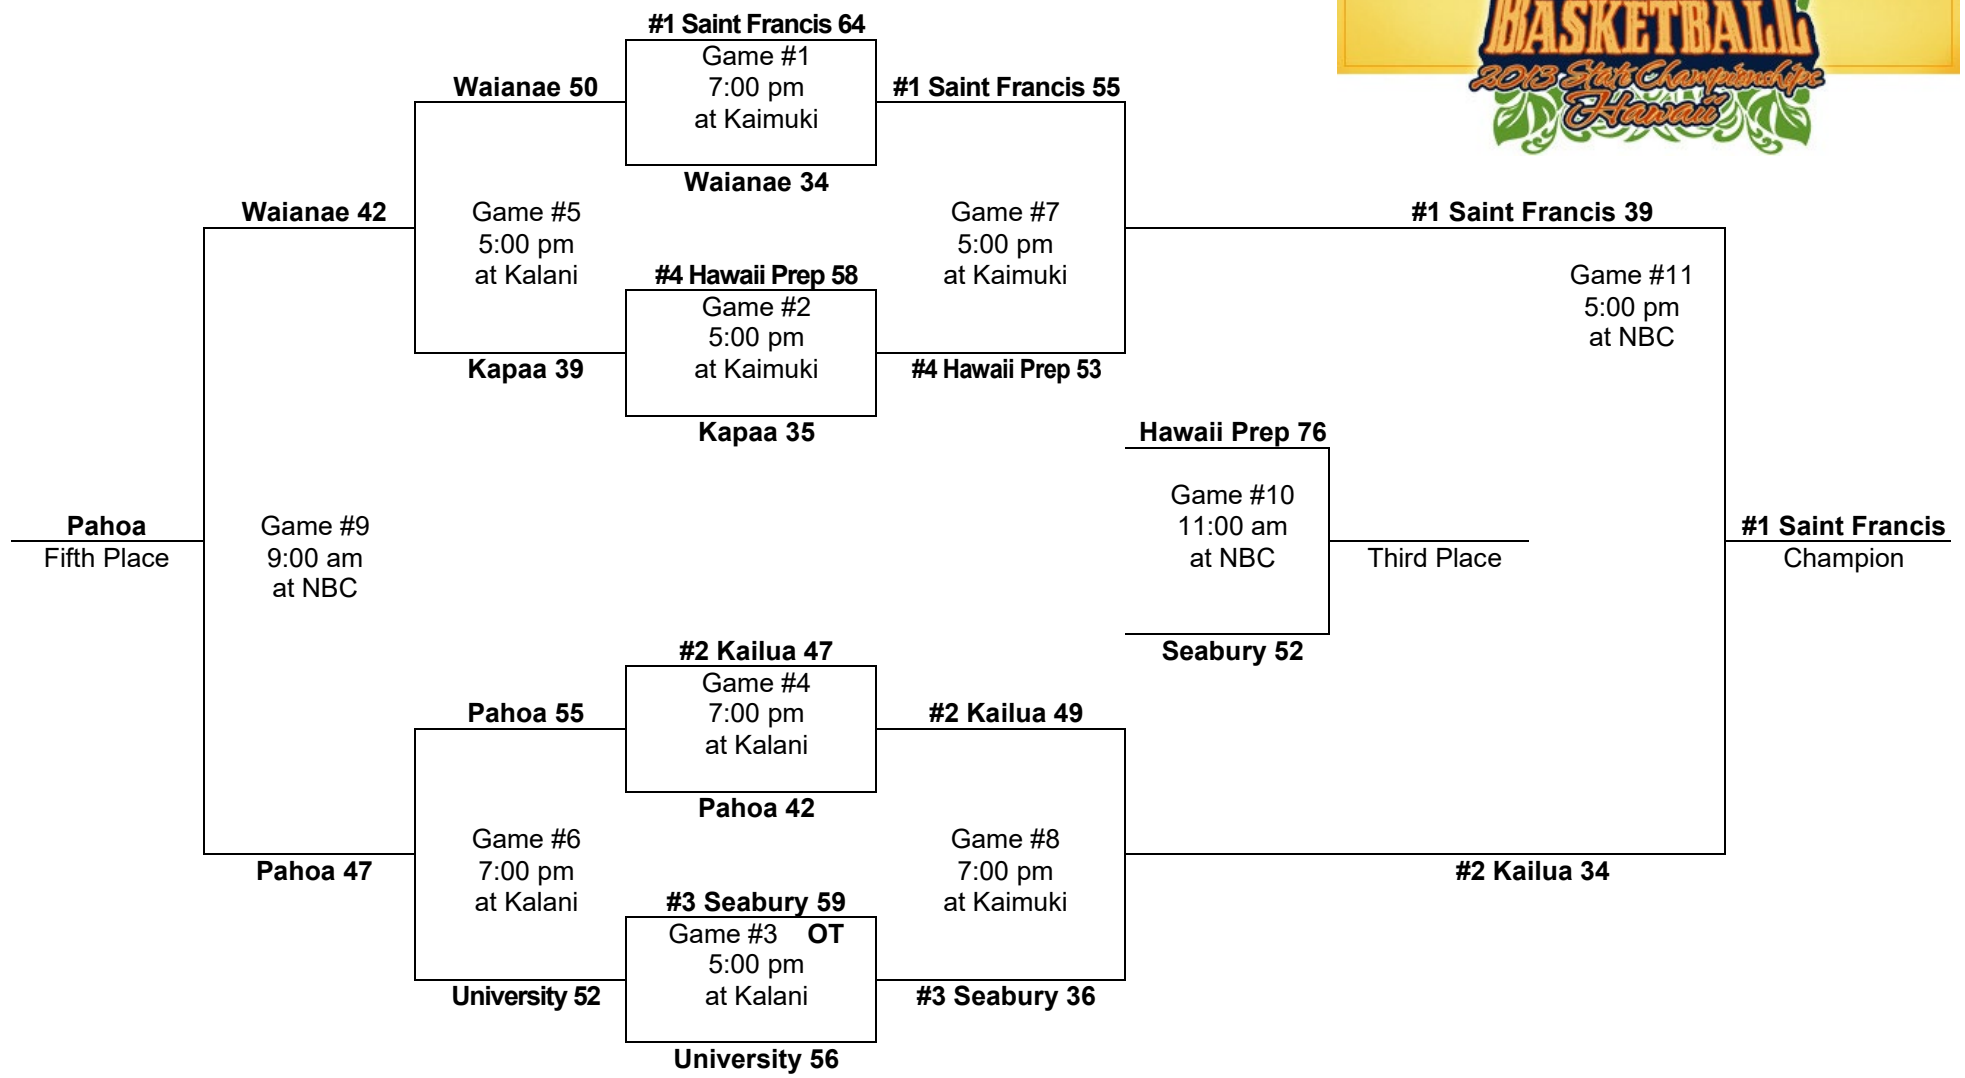 #1 Saint Francis 64
BASKETBALL
2013 State Championships
Hawaii
Game #1
7:00 pm
at Kaimuki
Waianae 50
#1 Saint Francis 55
Waianae 34
Waianae 42
Game #5
5:00 pm
at Kalani
Game #7
5:00 pm
at Kaimuki
#1 Saint Francis 39
#4 Hawaii Prep 58
Game #2
5:00 pm
at Kaimuki
Game #11
5:00 pm
at NBC
Kapaa 39
#4 Hawaii Prep 53
Kapaa 35
Hawaii Prep 76
Game #10
11:00 am
at NBC
Pahoa
Fifth Place
Game #9
9:00 am
at NBC
Third Place
#1 Saint Francis
Champion
Seabury 52
#2 Kailua 47
Game #4
7:00 pm
at Kalani
Pahoa 55
#2 Kailua 49
Pahoa 42
Pahoa 47
Game #6
7:00 pm
at Kalani
Game #8
7:00 pm
at Kaimuki
#2 Kailua 34
#3 Seabury 59
Game #3 OT
5:00 pm
at Kalani
University 52
#3 Seabury 36
University 56